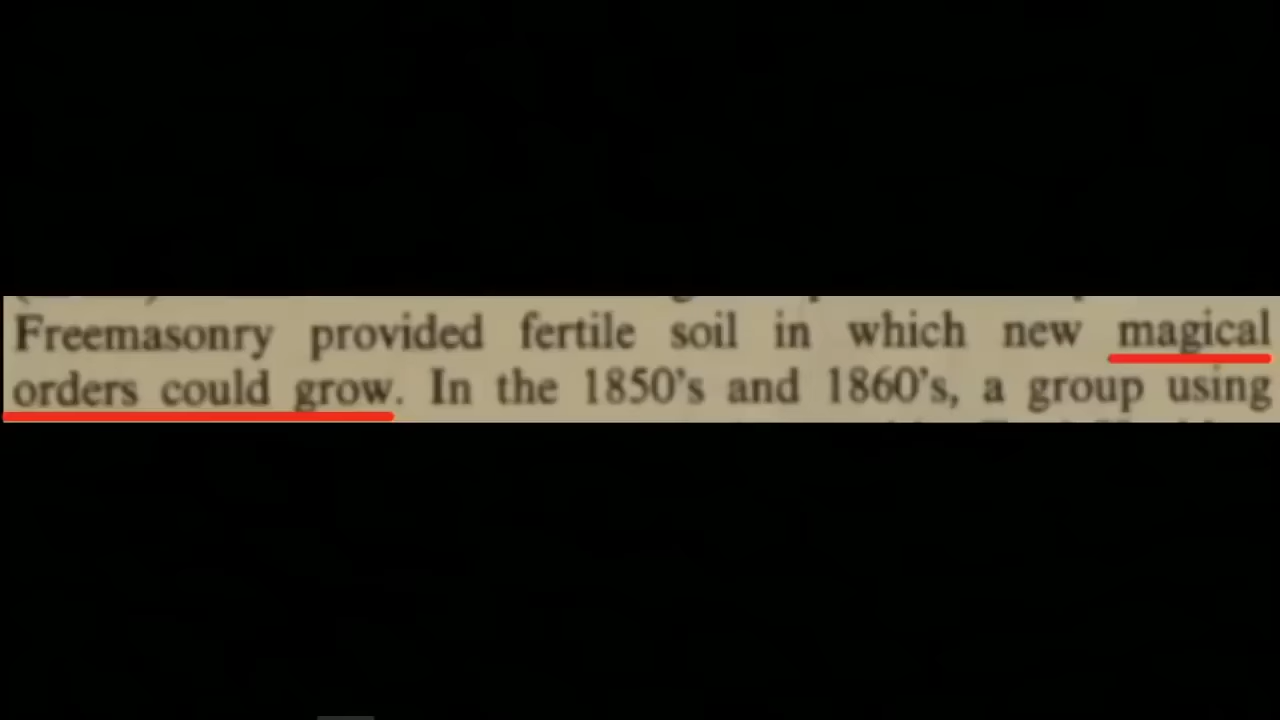 Freemasonry provided fertile soil in which new magical
orders could grow. In the 1850's and 1860's, a group using